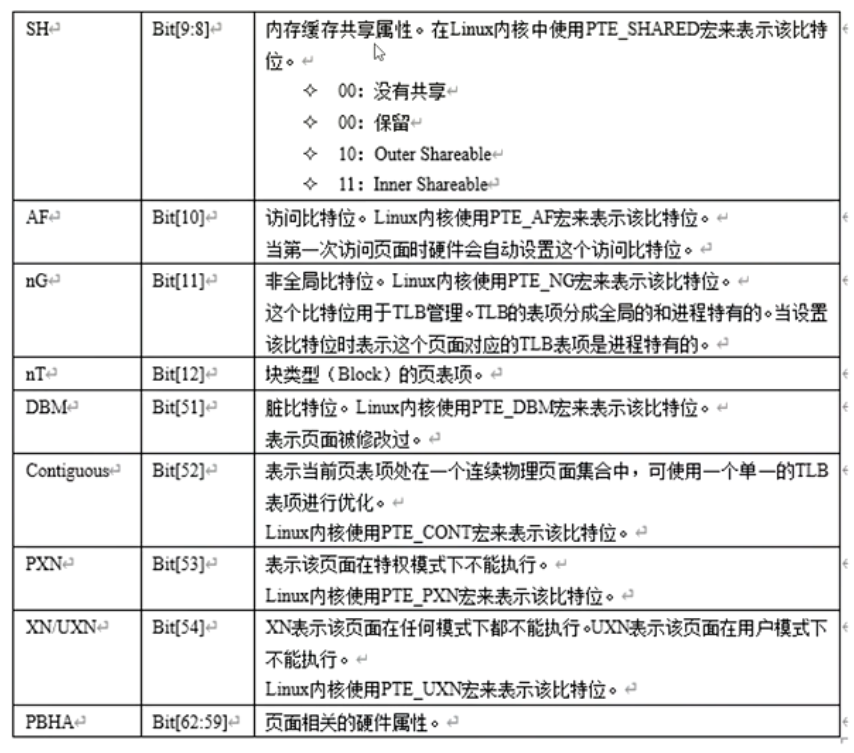 SH Bit[9:8] 内存缓存共享属性。在Linux内核中使用PTE_SHARED宏来表示该比特
位。
✧ 00：没有共享
✧ 00：保留
✧ 10：Outer Shareable
✧ 11：Inner Shareable
AF Bit[10] 访问比特位。Linux内核使用PTE_AF宏来表示该比特位。
当第一次访问页面时硬件会自动设置这个访问比特位。
nG Bit[11] 非全局比特位。Linux内核使用PTE_NG宏来表示该比特位。
这个比特位用于TLB管理。TLB的表项分成全局的和进程特有的。当设置
该比特位时表示这个页面对应的TLB表项是进程特有的。
nT Bit[12] 块类型（Block）的页表项。
DBM Bit[51] 脏比特位。Linux内核使用PTE_DBM宏来表示该比特位。
表示页面被修改过。
Contiguous Bit[52] 表示当前页表项处在一个连续物理页面集合中，可使用一个单一的TLB
表项进行优化。
Linux内核使用PTE_CONT宏来表示该比特位。
PXN Bit[53] 表示该页面在特权模式下不能执行。
Linux内核使用PTE_PXN宏来表示该比特位。
XN/UXN Bit[54] XN表示该页面在任何模式下都不能执行。UXN表示该页面在用户模式下
不能执行。
Linux内核使用PTE_UXN宏来表示该比特位。
PBHA Bit[62:59] 页面相关的硬件属性。